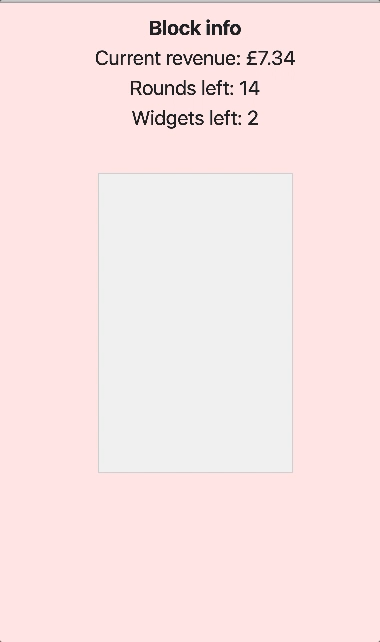 Block info
Current revenue: £7.34
Rounds left: 14
Widgets left: 2